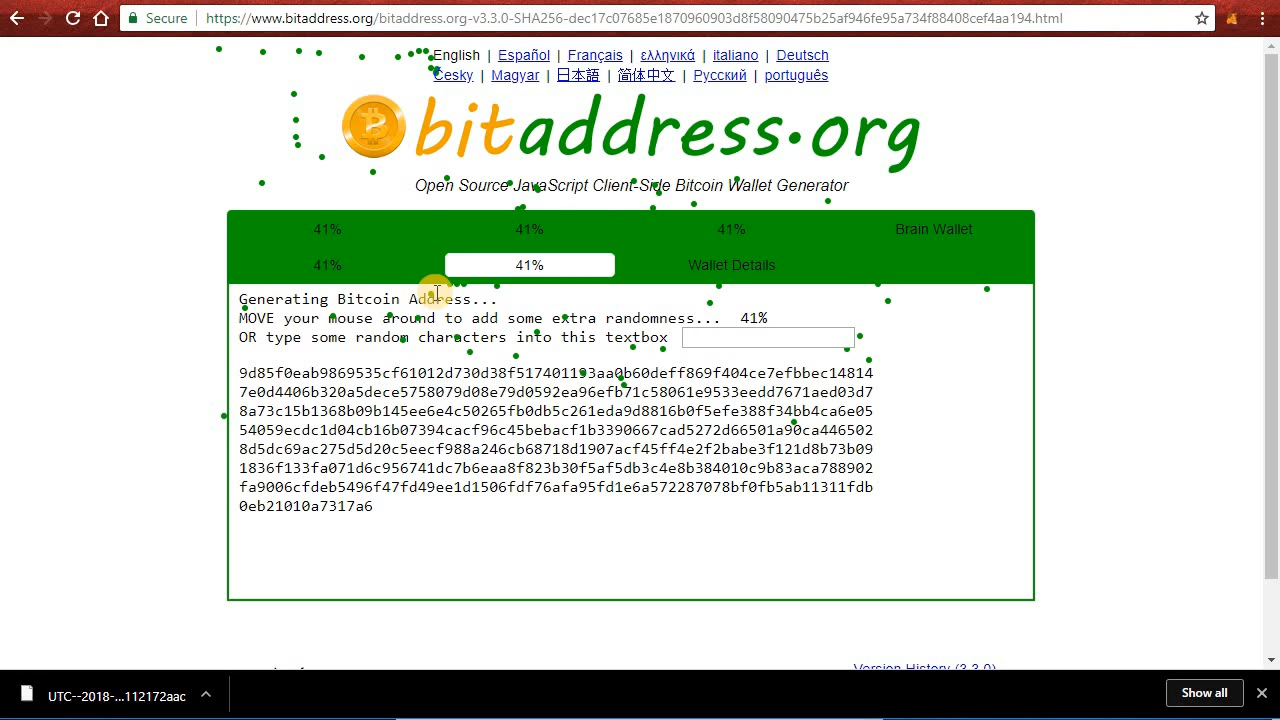 Secure | https://www.bitaddress.org/bitaddress.org-v3.3.0-SHA256-dec17c07685e1870960903d8f58090475b25af946fe95a734f88408cef4aa194.html
English | Español | Français | ελληνικά | italiano | Deutsch
Česky | Magyar | 日本語 | 简体中文 | Русский | português
bitaddress.org
Open Source JavaScript Client-Side Bitcoin Wallet Generator
41% 41% 41% Brain Wallet
41% 41% Wallet Details
Generating Bitcoin Address...
MOVE your mouse around to add some extra randomness... 41%
OR type some random characters into this textbox
9d85f0eab9869535cf61012d730d38f517401193aa0b60deff869f404ce7efbbec14814
7e0d4406b320a5dece5758079d08e79d0592ea96efb71c58061e9533eedd7671aed03d7
8a73c15b1368b09b145ee6e4c50265fb0db5c261eda9d8816b0f5efe388f34bb4ca6e05
54059ecdc1d04cb16b07394cacf96c45bebacf1b3390667cad5272d66501a90ca446502
8d5dc69ac275d5d20c5eecf988a246cb68718d1907acf45ff4e2f2babe3f121d8b73b09
1836f133fa071d6c956741dc7b6eaa8f823b30f5af5db3c4e8b384010c9b83aca788902
fa9006cfdeb5496f47fd49ee1d1506fdf76afa95fd1e6a572287078bf0fb5ab11311fdb
0eb21010a7317a6
Version History (3.3.0)
UTC--2018-...112172aac
Show all